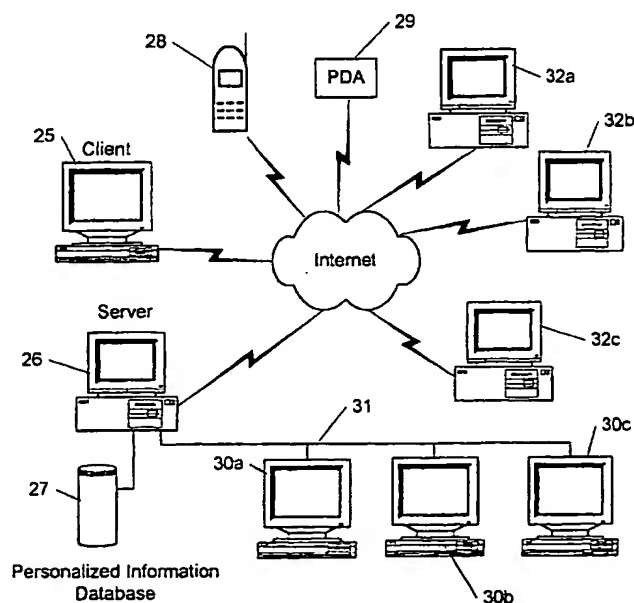 28
29
PDA
32a
25
Client
32b
Internet
Server
26
32c
31
30a
30c
27
Personalized Information
Database
30b